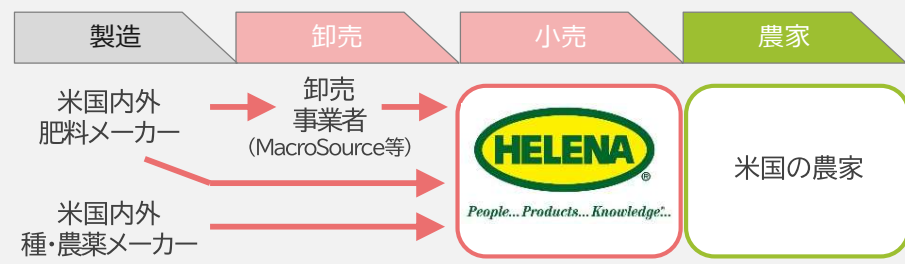 製造
卸売
小売
農家
米国内外
肥料メーカー
卸売
事業者
(MacroSource等)
HELENA
®
People...Products...Knowledge...
米国の農家
米国内外
種・農薬メーカー